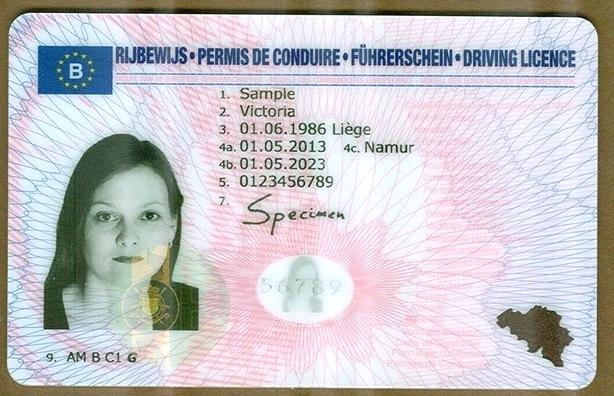 B RIJBEWIJS • PERMIS DE CONDUIRE • FÜHRERSCHEIN • DRIVING LICENCE
1. Sample
2. Victoria
3. 01.06.1986 Liège
4a. 01.05.2013 4c. Namur
4b. 01.05.2023
5. 0123456789
7. Specimen
56789
9. AM B C1 G